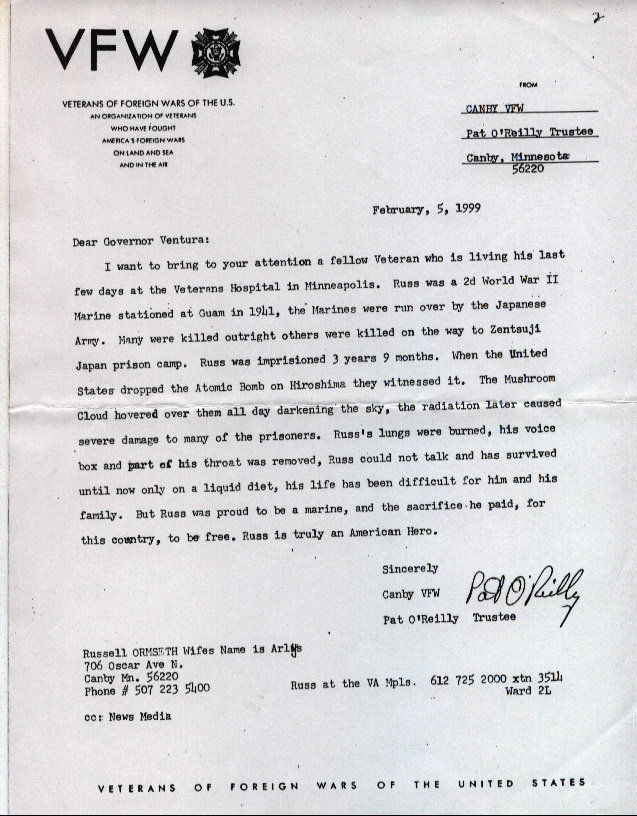 2
VFW
VETERANS OF FOREIGN WARS OF THE U.S.
AN ORGANIZATION OF VETERANS
WHO HAVE FOUGHT
AMERICA'S FOREIGN WARS
ON LAND AND SEA
AND IN THE AIR
FROM
CANBY VFW
Pat O'Reilly Trustee
Canby, Minnesota
56220
February, 5, 1999
Dear Governor Ventura:
I want to bring to your attention a fellow Veteran who is living his last
few days at the Veterans Hospital in Minneapolis. Russ was a 2d World War II
Marine stationed at Guam in 1941, the Marines were run over by the Japanese
Army. Many were killed outright others were killed on the way to Zentsuji
Japan prison camp. Russ was imprisioned 3 years 9 months. When the United
States dropped the Atomic Bomb on Hiroshima they witnessed it. The Mushroom
Cloud hovered over them all day darkening the sky, the radiation later caused
severe damage to many of the prisoners. Russ's lungs were burned, his voice
box and part of his throat was removed, Russ could not talk and has survived
until now only on a liquid diet, his life has been difficult for him and his
family. But Russ was proud to be a marine, and the sacrifice he paid, for
this country, to be free. Russ is truly an American Hero.
Sincerely
Canby VFW
Pat O'Reilly
Pat O'Reilly Trustee
Russell ORMSETH Wifes Name is Arlys
706 Oscar Ave N.
Canby Mn. 56220
Phone # 507 223 5400
Russ at the VA Mpls. 612 725 2000 xtn 3514
Ward 2L
cc: News Media
VETERANS OF FOREIGN WARS OF THE UNITED STATES